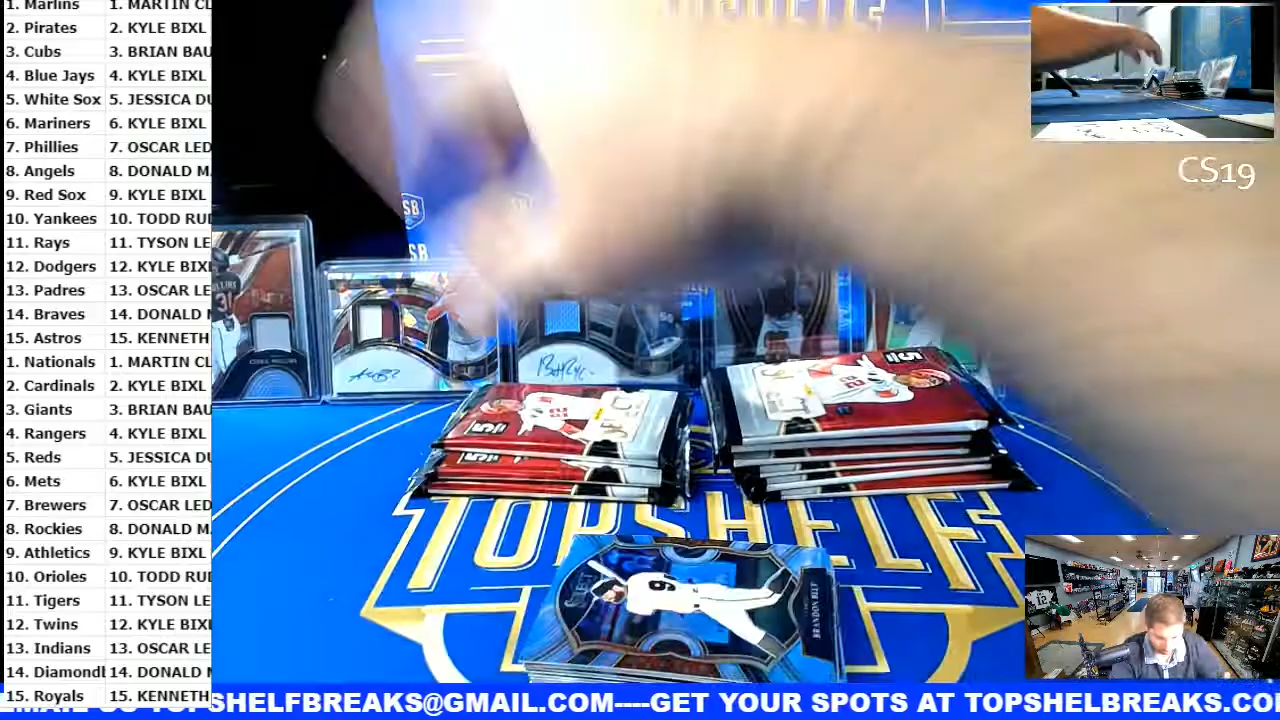 1. Marlins 1. MARTIN CL
2. Pirates 2. KYLE BIXL
3. Cubs 3. BRIAN BAU
4. Blue Jays 4. KYLE BIXL
5. White Sox 5. JESSICA DU
6. Mariners 6. KYLE BIXL
7. Phillies 7. OSCAR LED
8. Angels 8. DONALD M
9. Red Sox 9. KYLE BIXL
10. Yankees 10. TODD RUD
11. Rays 11. TYSON LE
12. Dodgers 12. KYLE BIXL
13. Padres 13. OSCAR LE
14. Braves 14. DONALD M
15. Astros 15. KENNETH
1. Nationals 1. MARTIN CL
2. Cardinals 2. KYLE BIXL
3. Giants 3. BRIAN BAU
4. Rangers 4. KYLE BIXL
5. Reds 5. JESSICA DU
6. Mets 6. KYLE BIXL
7. Brewers 7. OSCAR LED
8. Rockies 8. DONALD M
9. Athletics 9. KYLE BIXL
10. Orioles 10. TODD RUD
11. Tigers 11. TYSON LE
12. Twins 12. KYLE BIXL
13. Indians 13. OSCAR LE
14. Diamondb 14. DONALD M
15. Royals 15. KENNETH
CS19
SB
SB
TOPSHELF
BRANDON BELT
SHELFBREAKS@GMAIL.COM----GET YOUR SPOTS AT TOPSHELBREAKS.CO